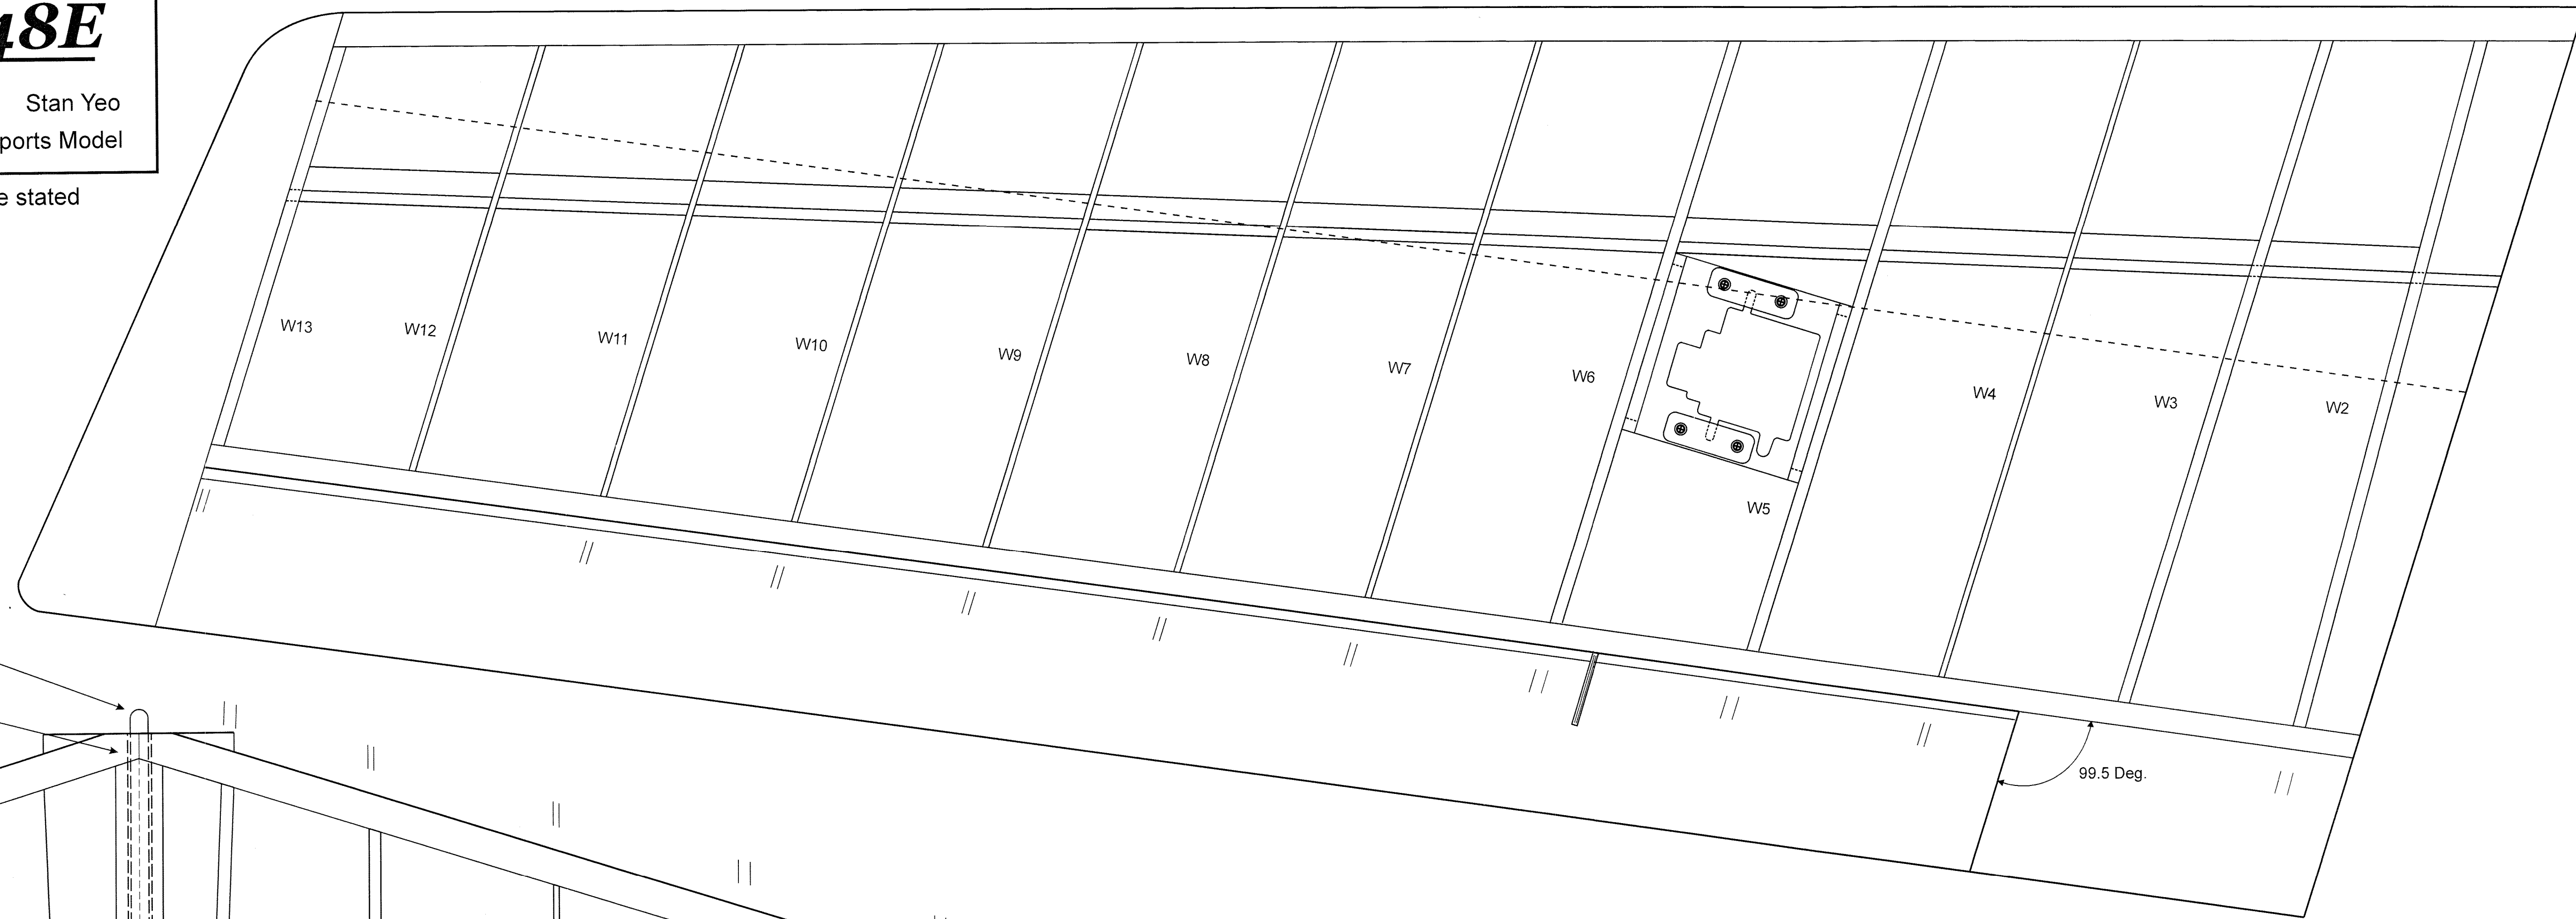 48E
Stan Yeo
ports Model
e stated
W13
W12
W11
W10
W9
W8
W7
W6
W5
W4
W3
W2
99.5 Deg.